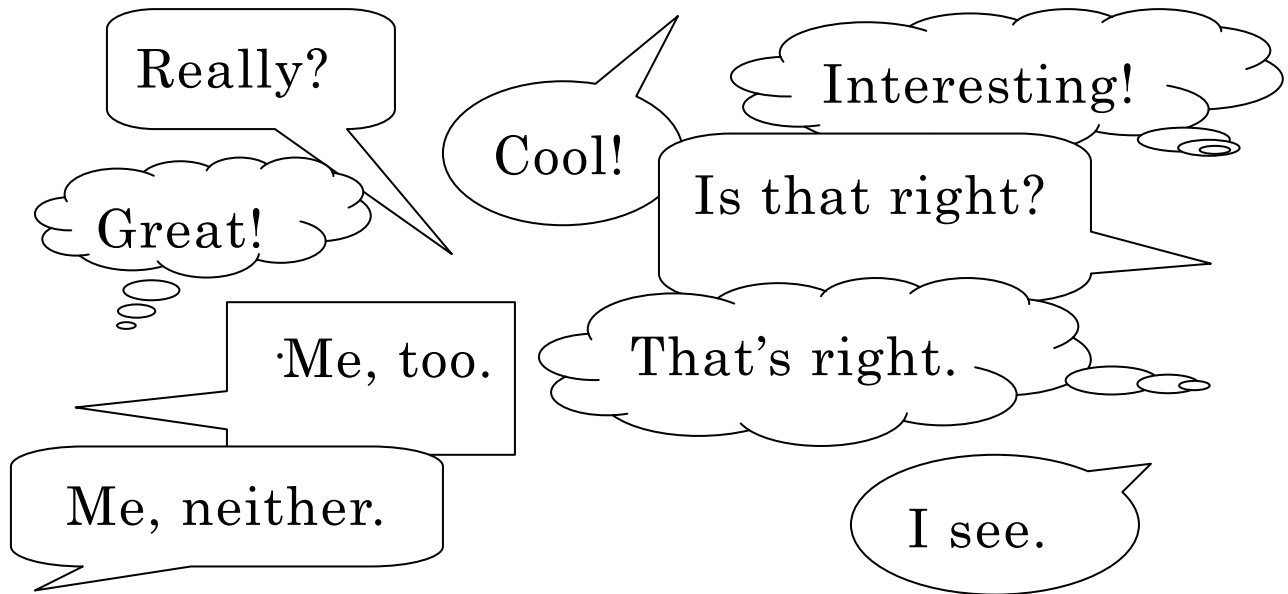 Really?
Cool!
Interesting!
Great!
Is that right?
·Me, too.
That’s right.
Me, neither.
I see.